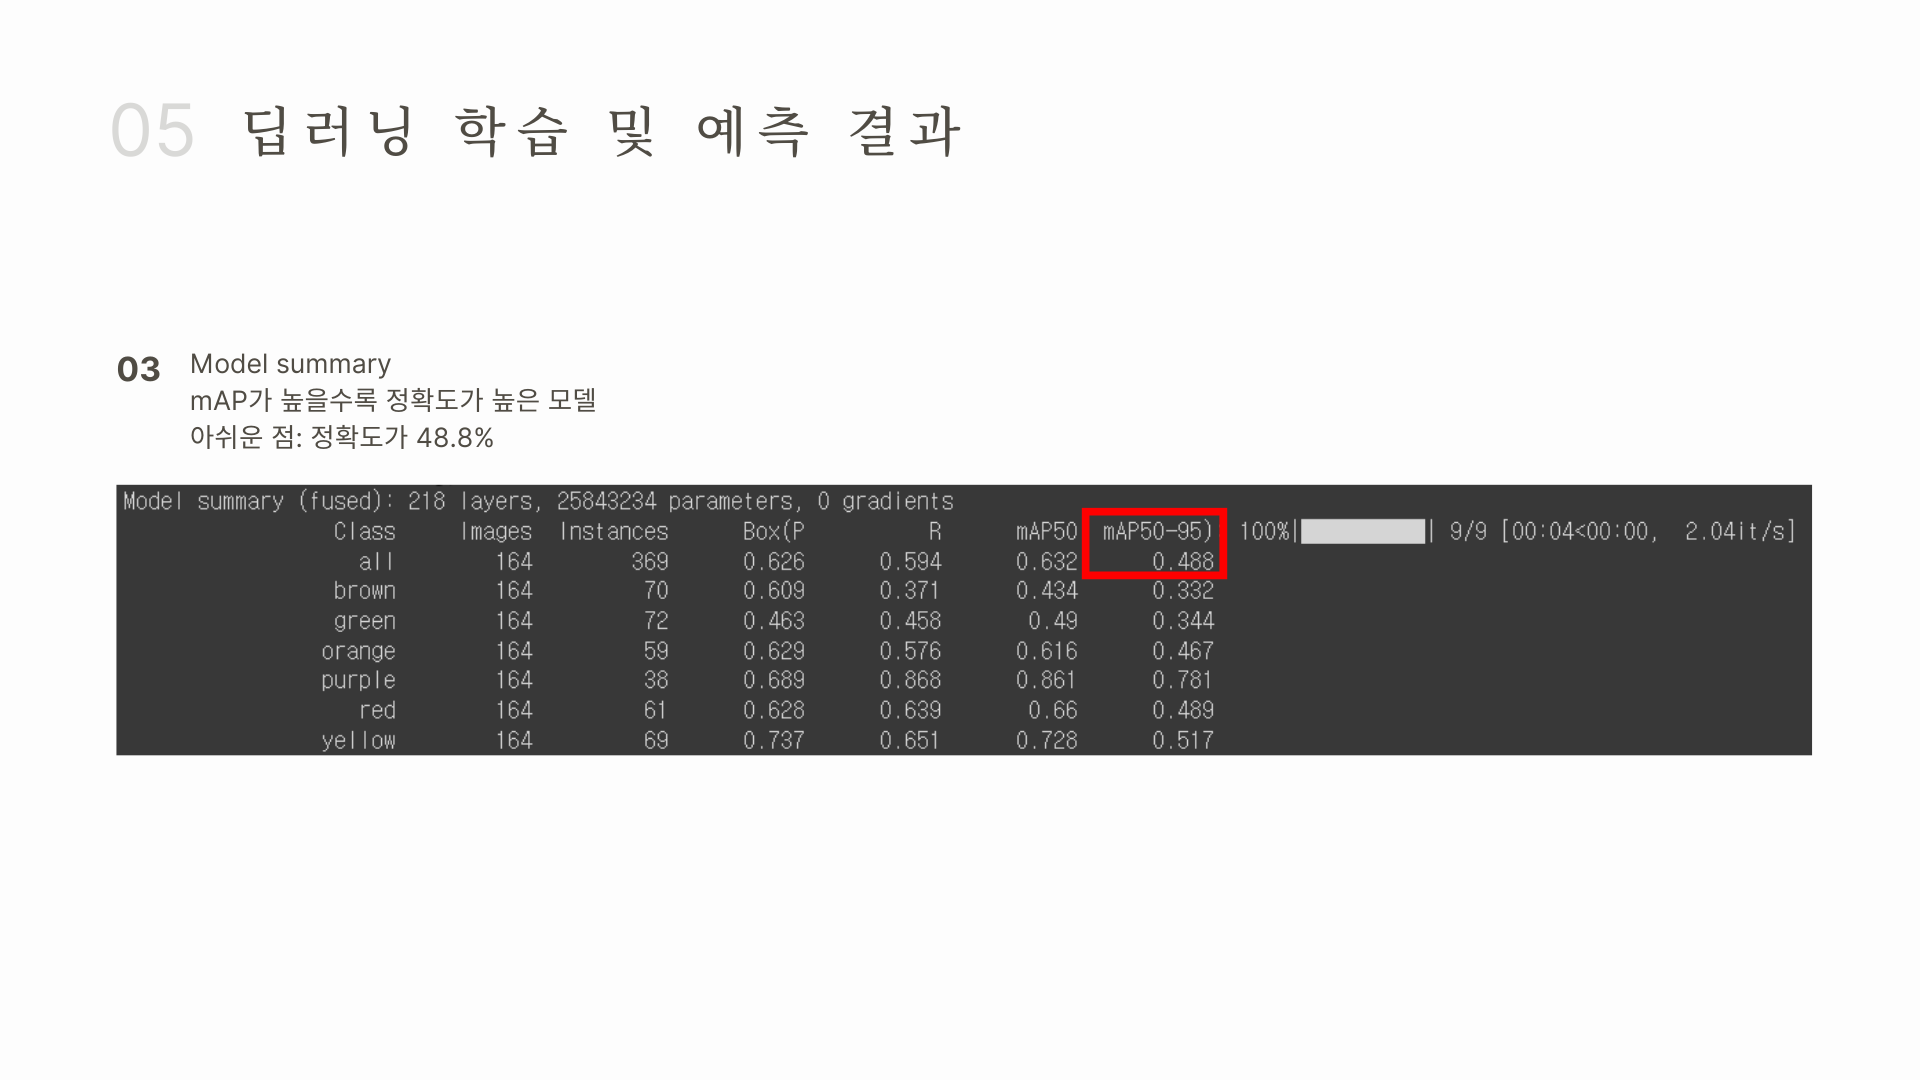 05 딥러닝 학습 및 예측 결과
03 Model summary
mAP가 높을수록 정확도가 높은 모델
아쉬운 점: 정확도가 48.8%
Model summary (fused): 218 layers, 25843234 parameters, 0 gradients
Class Images Instances Box(P R mAP50 mAP50-95) 100%| | 9/9 [00:04<00:00, 2.04it/s]
all 164 369 0.626 0.594 0.632 0.488
brown 164 70 0.609 0.371 0.434 0.332
green 164 72 0.463 0.458 0.49 0.344
orange 164 59 0.629 0.576 0.616 0.467
purple 164 38 0.689 0.868 0.861 0.781
red 164 61 0.628 0.639 0.66 0.489
yellow 164 69 0.737 0.651 0.728 0.517